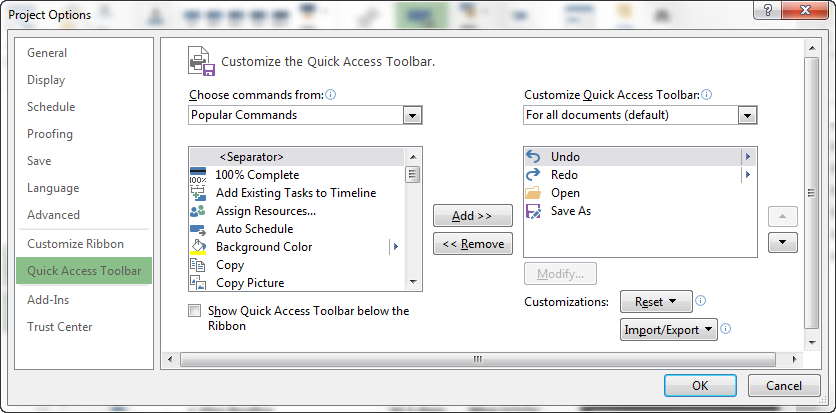 Project Options
General
Display
Schedule
Proofing
Save
Language
Advanced
Customize Ribbon
Quick Access Toolbar
Add-Ins
Trust Center
Customize the Quick Access Toolbar.
Choose commands from:
Popular Commands
<Separator>
100% Complete
Add Existing Tasks to Timeline
Assign Resources...
Auto Schedule
Background Color
Copy
Copy Picture
Show Quick Access Toolbar below the
Ribbon
Add >>
<< Remove
Customize Quick Access Toolbar:
For all documents (default)
Undo
Redo
Open
Save As
Modify...
Customizations:
Reset
Import/Export
OK
Cancel